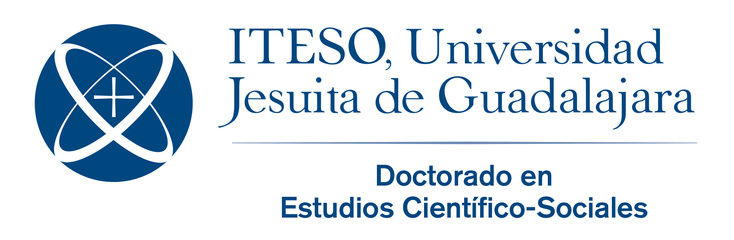 ITESO, Universidad
Jesuita de Guadalajara
Doctorado en
Estudios Científico-Sociales